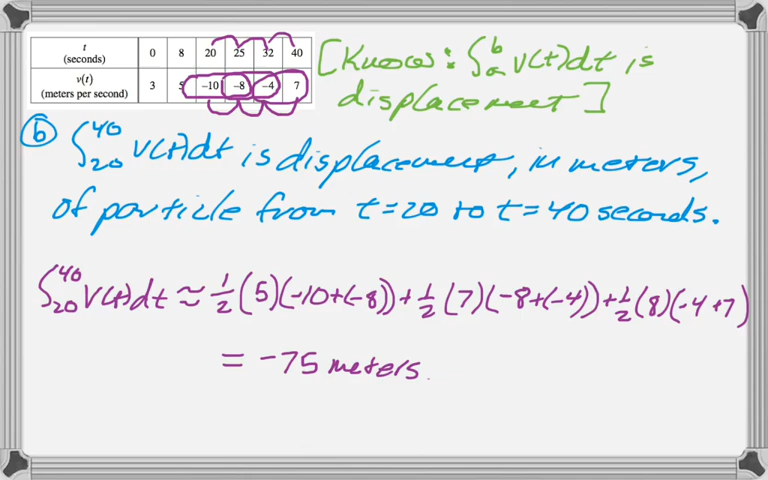 t (seconds) 0 8 20 25 32 40
v(t) (meters per second) 3 5 −10 −8 −4 7
[Know: ∫ₐᵇ v(t)dt is
displacement]
ⓑ ∫₂₀⁴⁰ v(t)dt is displacement, in meters,
of particle from t=20 to t=40 seconds.
∫₂₀⁴⁰ v(t)dt ≈ ½(5)(-10+(-8))+½(7)(-8+(-4))+½(8)(-4+7)
= -75 meters.